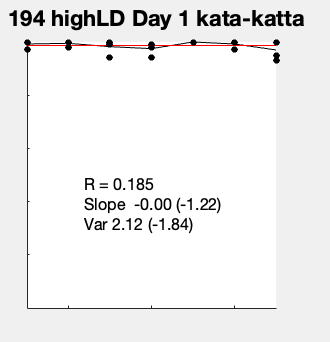 194 highLD Day 1 kata-katta
R = 0.185
Slope  -0.00 (-1.22)
Var 2.12 (-1.84)